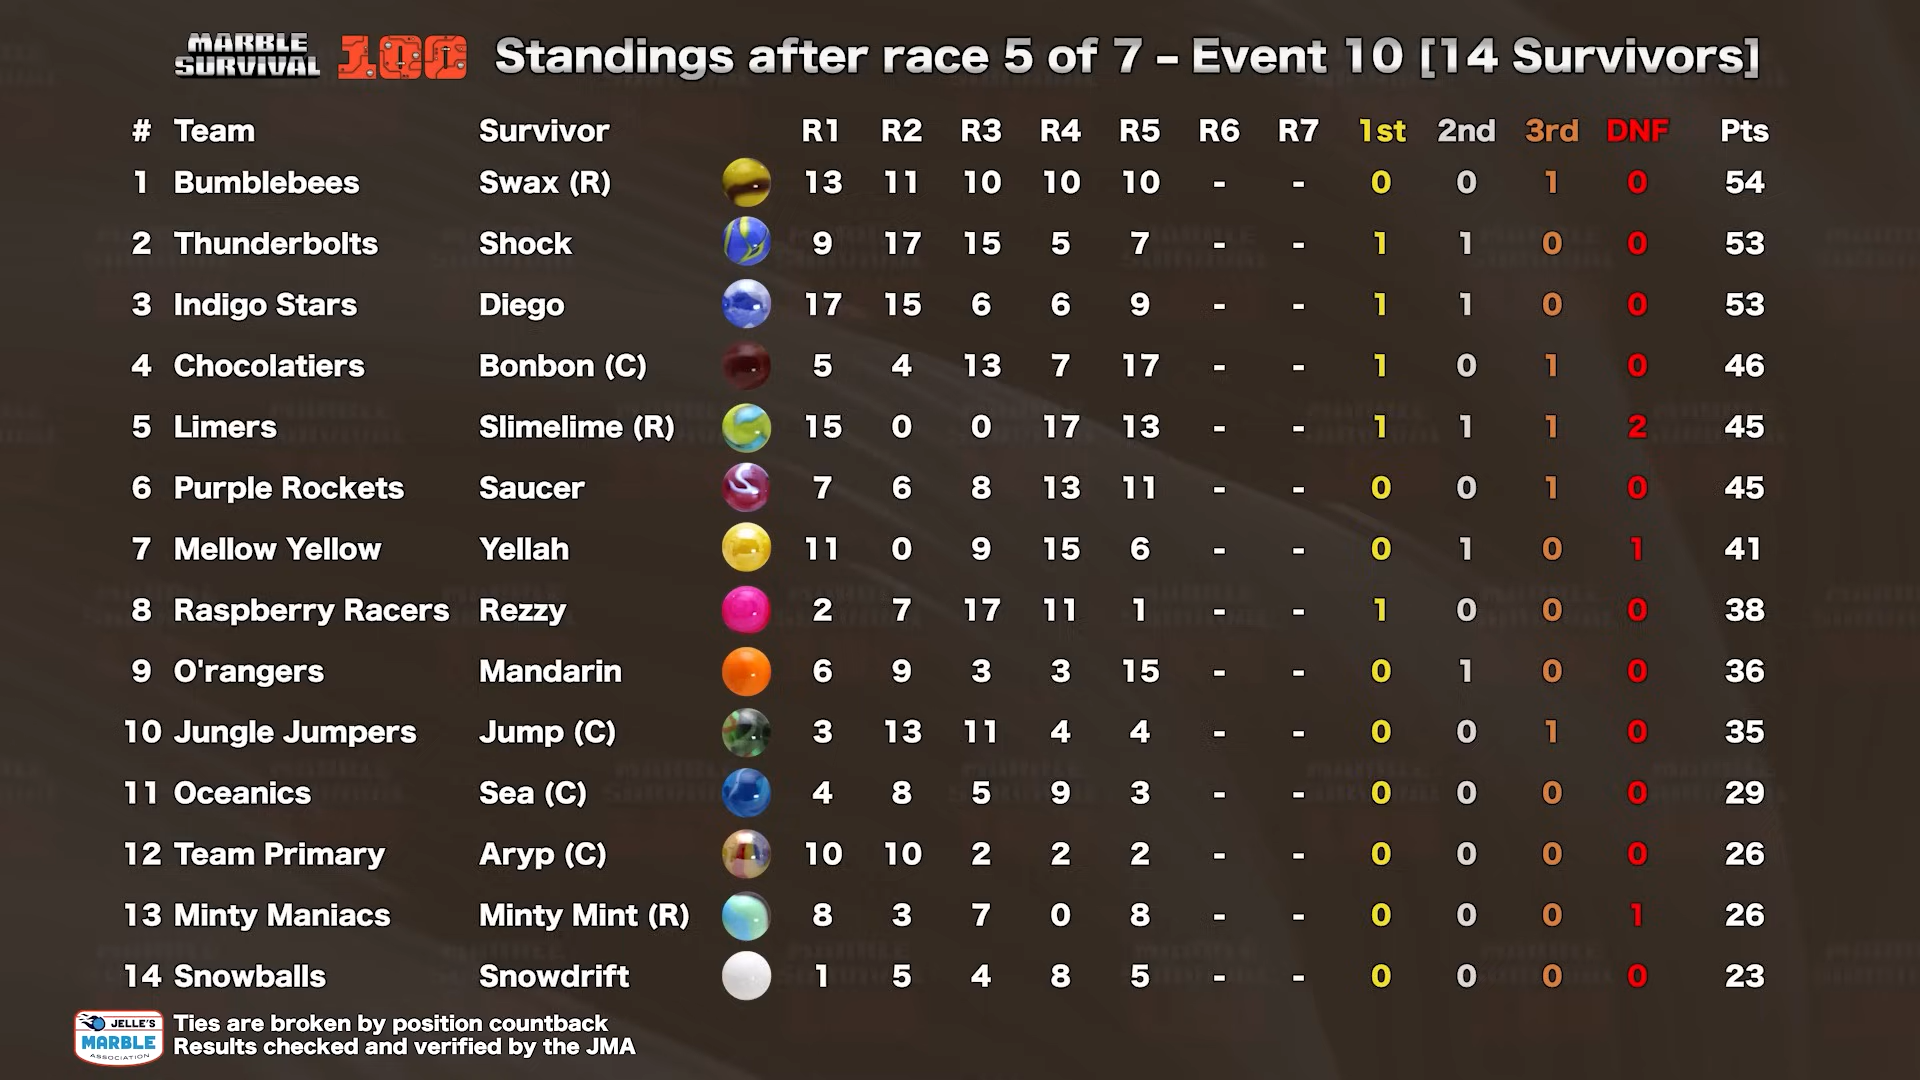 MARBLE SURVIVAL 100 Standings after race 5 of 7 – Event 10 [14 Survivors]
# Team Survivor R1 R2 R3 R4 R5 R6 R7 1st 2nd 3rd DNF Pts
1 Bumblebees Swax (R) 13 11 10 10 10 - - 0 0 1 0 54
2 Thunderbolts Shock 9 17 15 5 7 - - 1 1 0 0 53
3 Indigo Stars Diego 17 15 6 6 9 - - 1 1 0 0 53
4 Chocolatiers Bonbon (C) 5 4 13 7 17 - - 1 0 1 0 46
5 Limers Slimelime (R) 15 0 0 17 13 - - 1 1 1 2 45
6 Purple Rockets Saucer 7 6 8 13 11 - - 0 0 1 0 45
7 Mellow Yellow Yellah 11 0 9 15 6 - - 0 1 0 1 41
8 Raspberry Racers Rezzy 2 7 17 11 1 - - 1 0 0 0 38
9 O'rangers Mandarin 6 9 3 3 15 - - 0 1 0 0 36
10 Jungle Jumpers Jump (C) 3 13 11 4 4 - - 0 0 1 0 35
11 Oceanics Sea (C) 4 8 5 9 3 - - 0 0 0 0 29
12 Team Primary Aryp (C) 10 10 2 2 2 - - 0 0 0 0 26
13 Minty Maniacs Minty Mint (R) 8 3 7 0 8 - - 0 0 0 1 26
14 Snowballs Snowdrift 1 5 4 8 5 - - 0 0 0 0 23
JELLE'S MARBLE ASSOCIATION
Ties are broken by position countback
Results checked and verified by the JMA